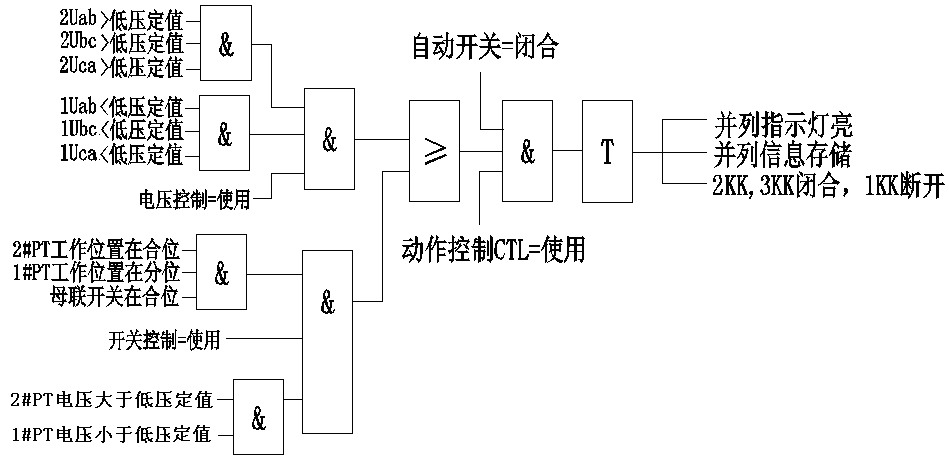 2Uab>低压定值
2Ubc>低压定值
2Uca>低压定值
&
1Uab<低压定值
1Ubc<低压定值
1Uca<低压定值
&
电压控制=使用
&
2#PT工作位置在合位
1#PT工作位置在分位
母联开关在合位
&
开关控制=使用
&
2#PT电压大于低压定值
1#PT电压小于低压定值
&
≥
自动开关=闭合
&
动作控制CTL=使用
T
并列指示灯亮
并列信息存储
2KK,3KK闭合，1KK断开